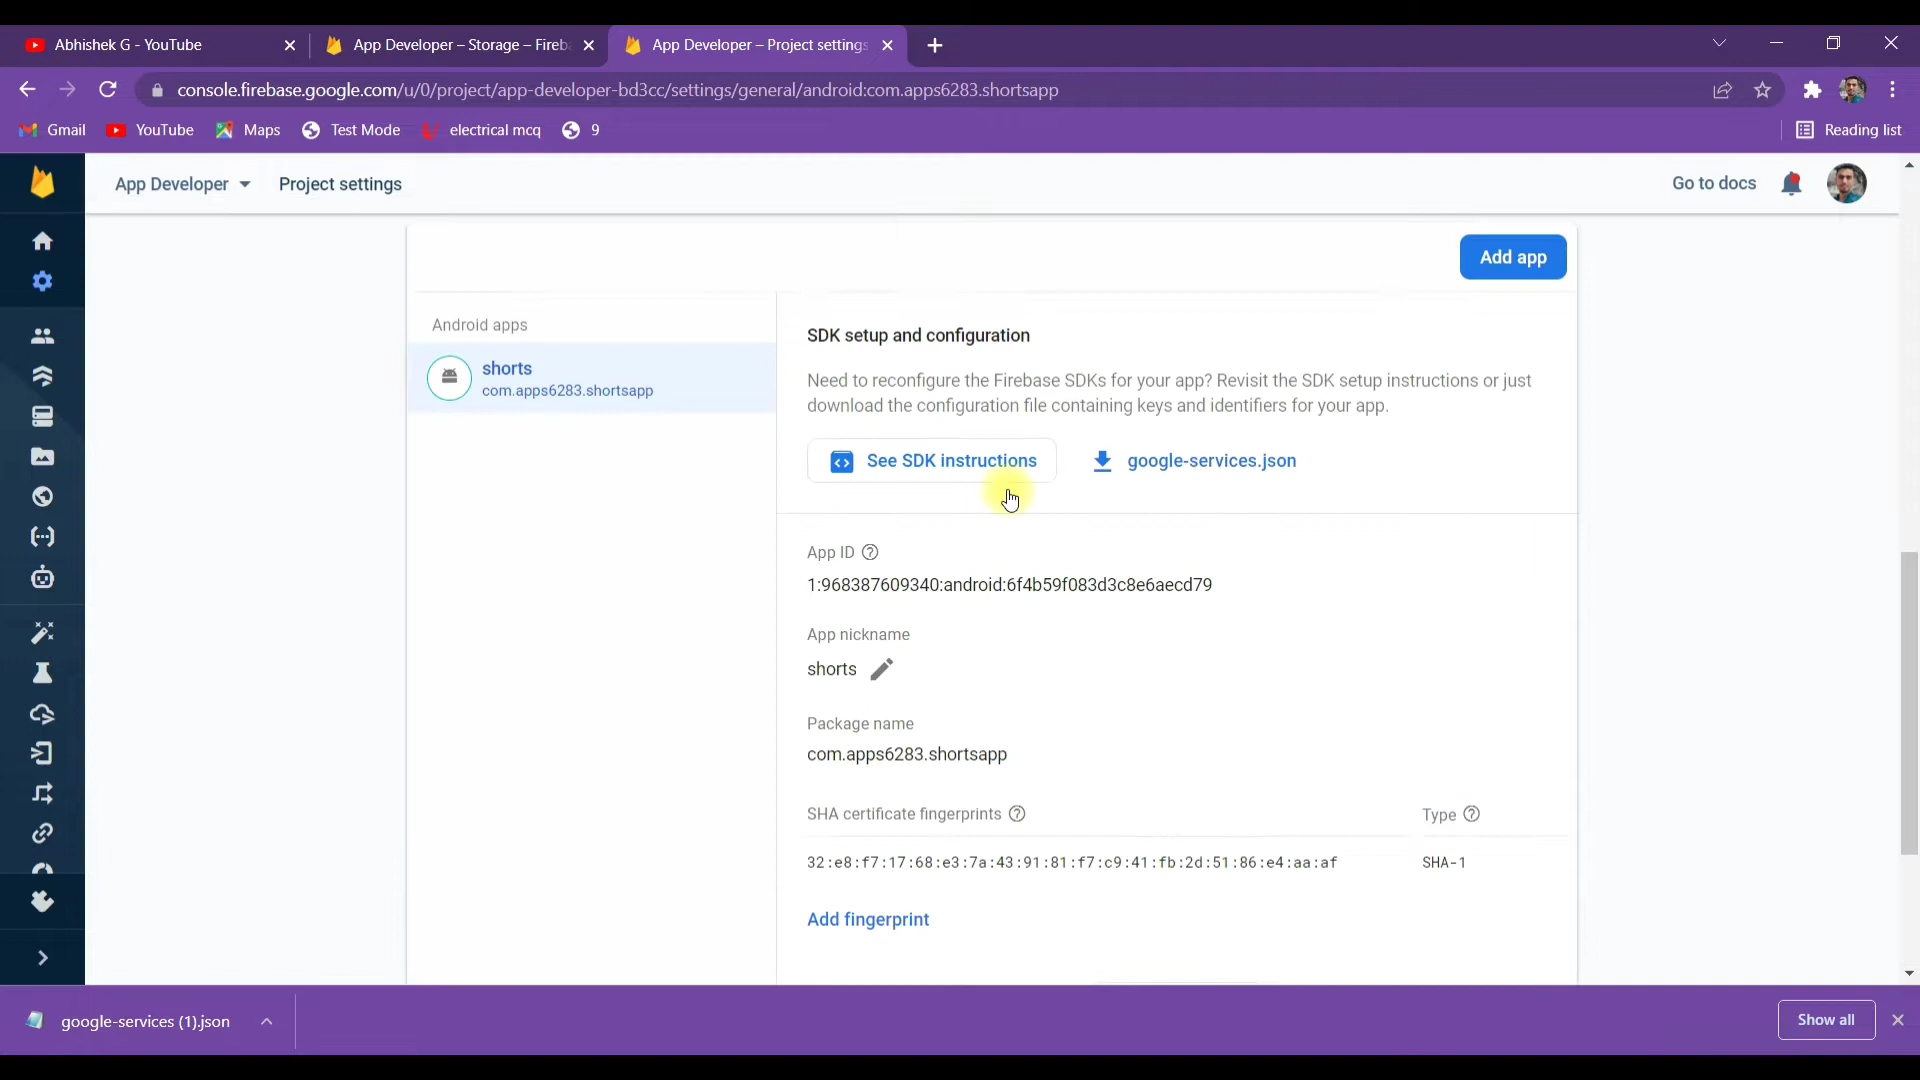 Abhishek G - YouTube
App Developer – Storage – Fireb
App Developer – Project settings
console.firebase.google.com/u/0/project/app-developer-bd3cc/settings/general/android:com.apps6283.shortsapp
Gmail
YouTube
Maps
Test Mode
electrical mcq
9
Reading list
App Developer
Project settings
Go to docs
Add app
Android apps
shorts
com.apps6283.shortsapp
SDK setup and configuration
Need to reconfigure the Firebase SDKs for your app? Revisit the SDK setup instructions or just
download the configuration file containing keys and identifiers for your app.
See SDK instructions
google-services.json
App ID
1:968387609340:android:6f4b59f083d3c8e6aecd79
App nickname
shorts
Package name
com.apps6283.shortsapp
SHA certificate fingerprints
Type
32:e8:f7:17:68:e3:7a:43:91:81:f7:c9:41:fb:2d:51:86:e4:aa:af
SHA-1
Add fingerprint
google-services (1).json
Show all